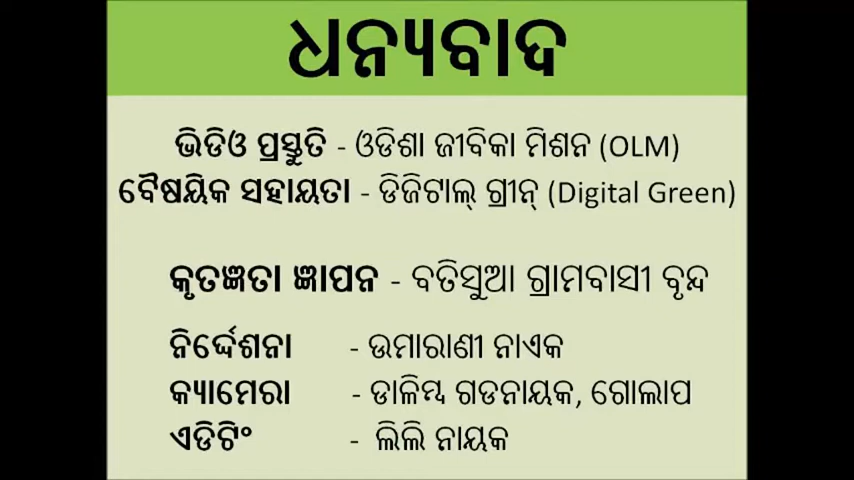 ଧନ୍ୟବାଦ
ଭିଡିଓ ପ୍ରସ୍ତୁତି - ଓଡିଶା ଜୀବିକା ମିଶନ (OLM)
ବୈଷୟିକ ସହାୟତା - ଡିଜିଟାଲ୍ ଗ୍ରୀନ୍ (Digital Green)
କୃତଜ୍ଞତା ଜ୍ଞାପନ - ବତିସୁଆ ଗ୍ରାମବାସୀ ବୃନ୍ଦ
ନିର୍ଦ୍ଦେଶନା - ଉମାରାଣୀ ନାଏକ
କ୍ୟାମେରା - ଡାଳିମ୍ବ ଗଡନାୟକ, ଗୋଲାପ
ଏଡିଟିଂ - ଲିଲି ନାୟକ